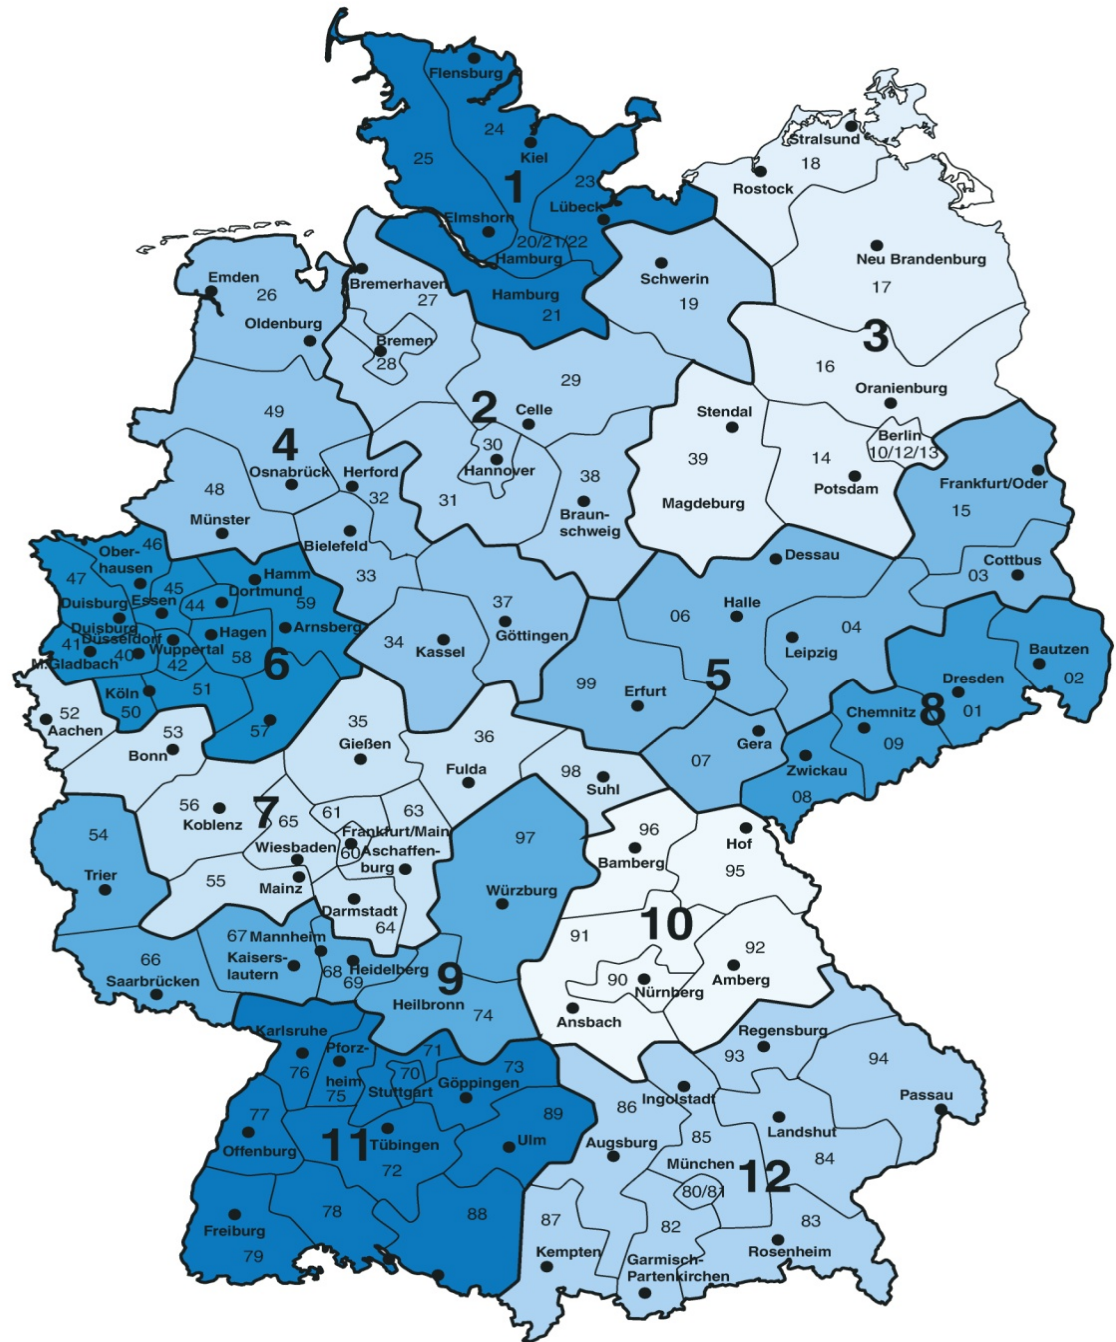 Flensburg
24
25
Kiel
1
23
Lübeck
Elmshorn
20/21/22
Hamburg
Hamburg
21
Stralsund
18
Rostock
Neu Brandenburg
17
3
16
Oranienburg
Schwerin
19
Emden
26
Oldenburg
Bremerhaven
27
Bremen
28
29
2
Celle
30
Hannover
31
38
Braun-
schweig
49
4
Osnabrück
Herford
32
48
Münster
Bielefeld
33
Stendal
39
Magdeburg
Berlin
10/12/13
14
Potsdam
Frankfurt/Oder
15
Cottbus
03
Dessau
46
Ober-
hausen
47
45
Hamm
Dortmund
44
59
Duisburg
Essen
Duisburg
Düsseldorf
Hagen
Arnsberg
41
40
Wuppertal
42
58
M.Gladbach
6
Köln
51
50
57
37
Göttingen
34
Kassel
06
Halle
04
Leipzig
5
99
Erfurt
Gera
07
Bautzen
02
Dresden
01
8
Chemnitz
09
Zwickau
08
52
Aachen
53
Bonn
35
Gießen
36
Fulda
98
Suhl
56
Koblenz
7
65
61
63
Frankfurt/Main
60
Wiesbaden
Aschaffen-
burg
55
Mainz
Darmstadt
64
54
Trier
97
Würzburg
96
Bamberg
Hof
95
10
91
92
90
Nürnberg
Amberg
Ansbach
67
Mannheim
66
Kaisers-
lautern
68
Heidelberg
69
9
Saarbrücken
Heilbronn
74
Karlsruhe
Pforz-
heim
76
75
71
70
73
Stuttgart
Göppingen
77
89
Offenburg
11
Tübingen
Ulm
72
78
88
Freiburg
79
Regensburg
93
94
Passau
Ingolstadt
86
Augsburg
85
Landshut
München
12
84
80/81
87
82
83
Kempten
Rosenheim
Garmisch-
Partenkirchen